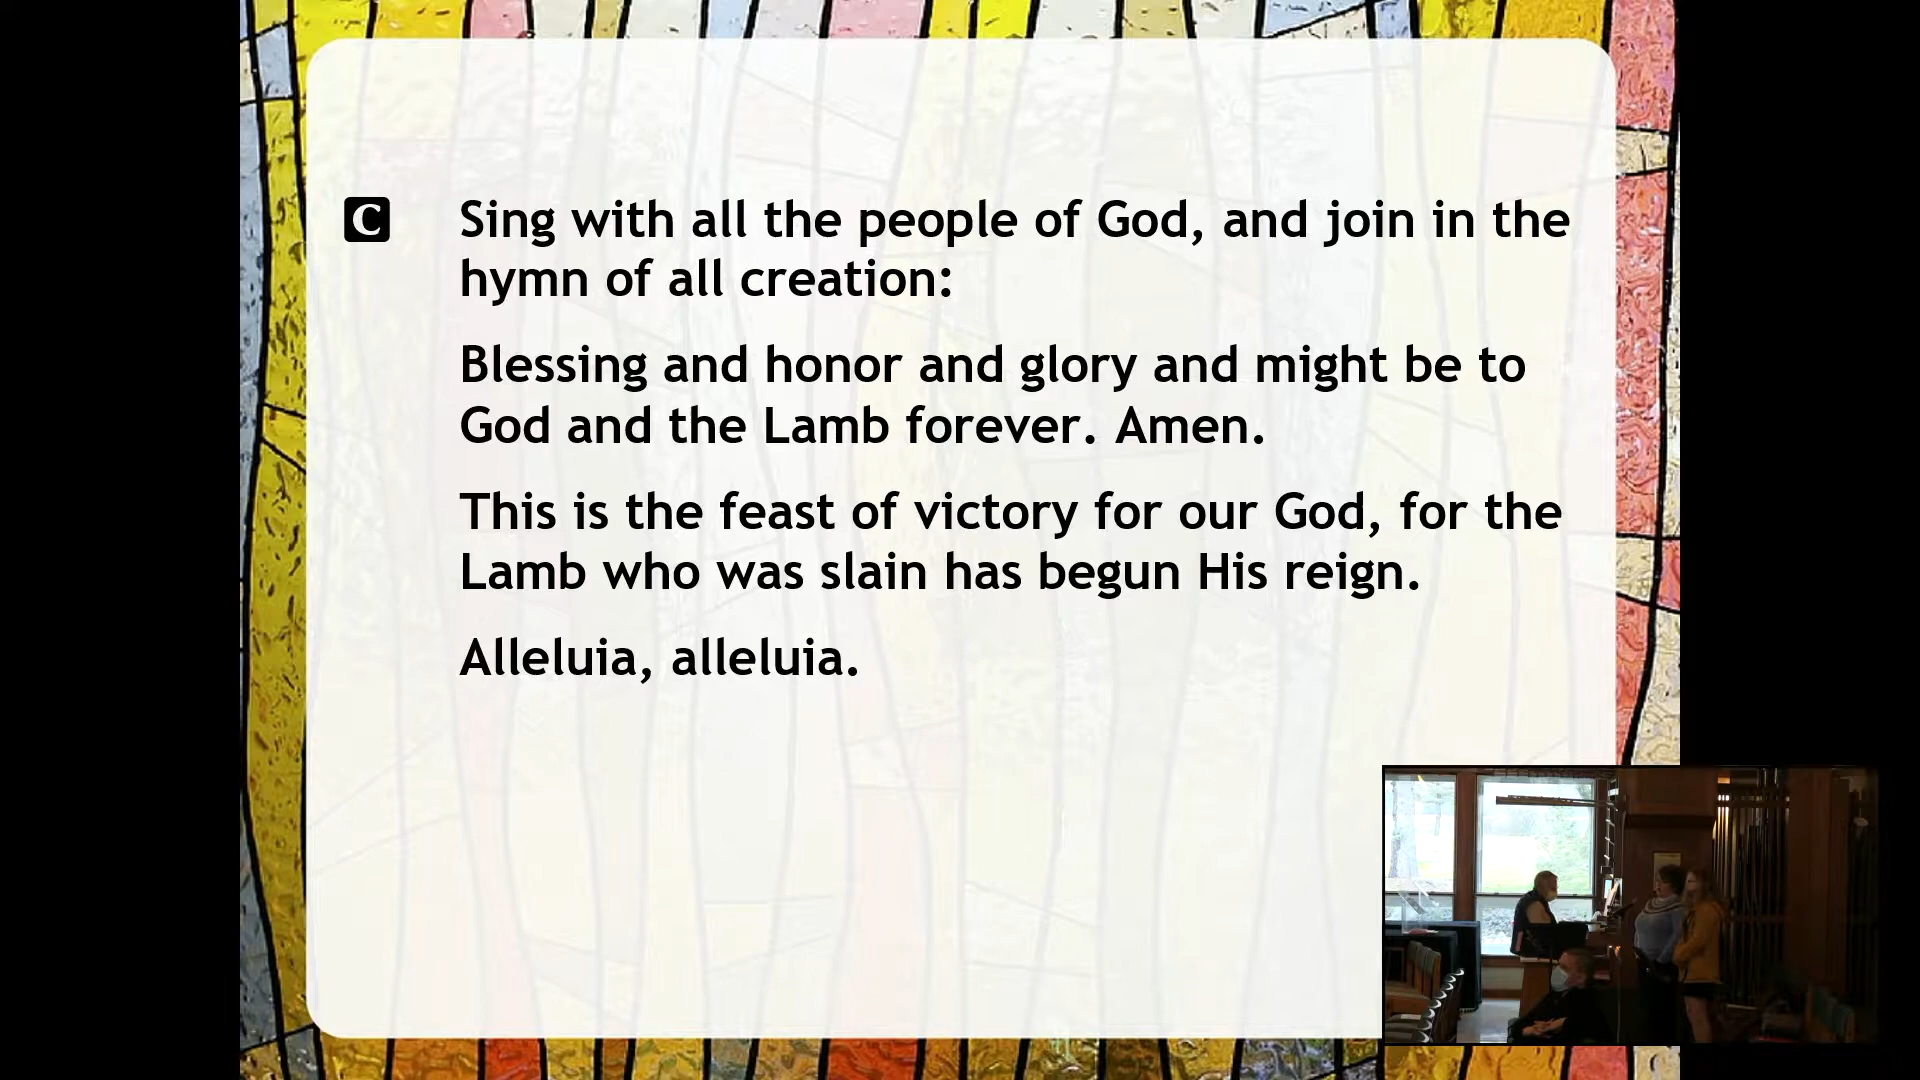 C Sing with all the people of God, and join in the
hymn of all creation:
Blessing and honor and glory and might be to
God and the Lamb forever. Amen.
This is the feast of victory for our God, for the
Lamb who was slain has begun His reign.
Alleluia, alleluia.